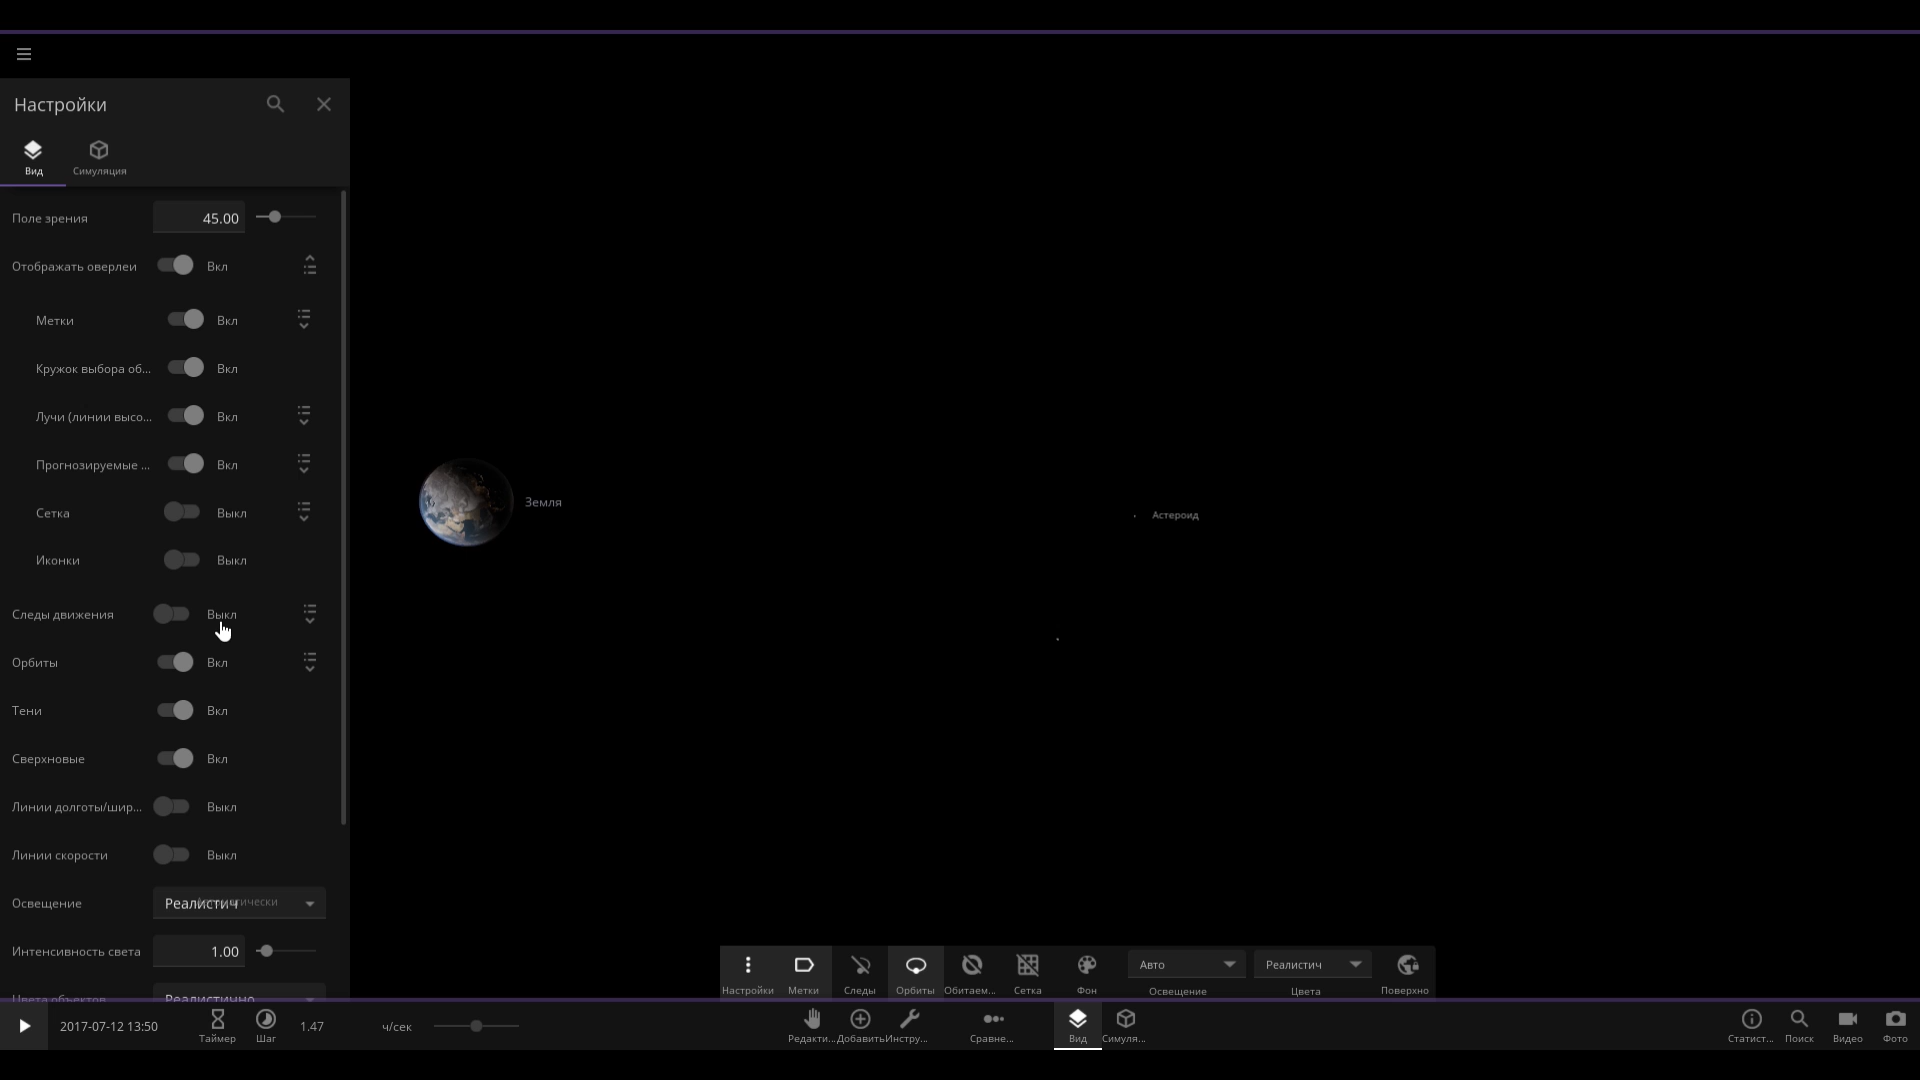 Настройки
Вид
Симуляция
Поле зрения 45.00
Отображать оверлеи Вкл
Метки Вкл
Кружок выбора об... Вкл
Лучи (линии высо... Вкл
Прогнозируемые ... Вкл
Сетка Выкл
Иконки Выкл
Следы движения Выкл
Орбиты Вкл
Тени Вкл
Сверхновые Вкл
Линии долготы/шир... Выкл
Линии скорости Выкл
Освещение Реалистич
Интенсивность света 1.00
Цвета объектов Реалистично
Земля
Астероид
Авто
Реалистич
Настройки
Метки
Следы
Орбиты
Обитаем...
Сетка
Фон
Освещение
Цвета
Поверхно
2017-07-12 13:50
Таймер
Шаг
1.47
ч/сек
Редакти...
Добавить
Инстру...
Сравне...
Вид
Симуля...
Статист...
Поиск
Видео
Фото